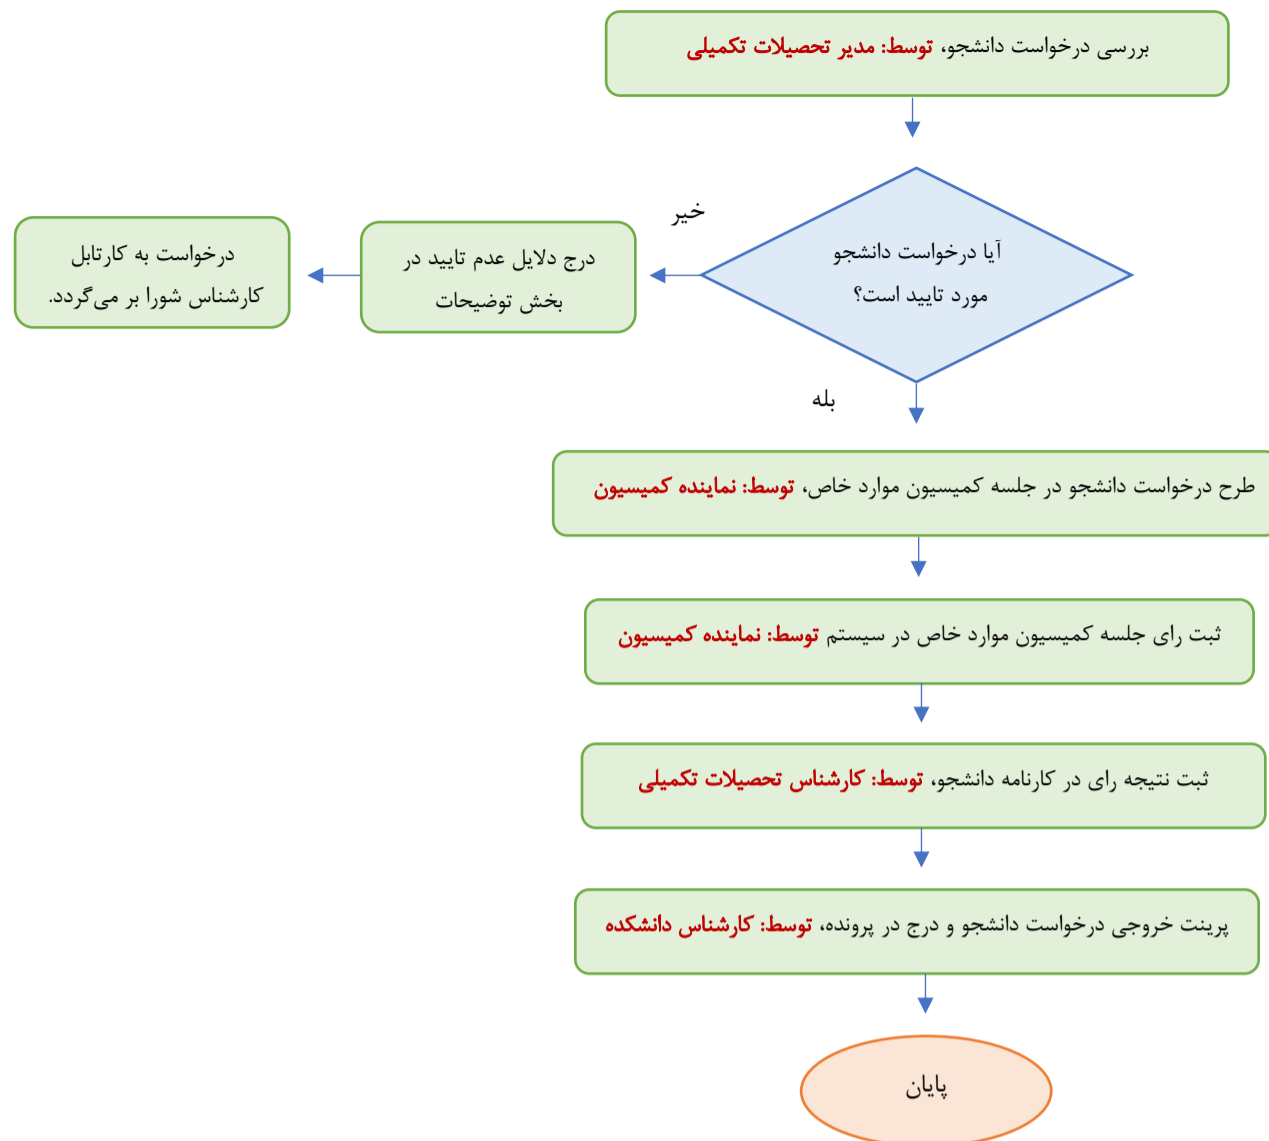 بررسی درخواست دانشجو، توسط: مدیر تحصیلات تکمیلی
آیا درخواست دانشجو
مورد تایید است؟
خیر
درج دلایل عدم تایید در
بخش توضیحات
درخواست به کارتابل
کارشناس شورا بر می‌گردد.
بله
طرح درخواست دانشجو در جلسه کمیسیون موارد خاص، توسط: نماینده کمیسیون
ثبت رای جلسه کمیسیون موارد خاص در سیستم توسط: نماینده کمیسیون
ثبت نتیجه رای در کارنامه دانشجو، توسط: کارشناس تحصیلات تکمیلی
پرینت خروجی درخواست دانشجو و درج در پرونده، توسط: کارشناس دانشکده
پایان